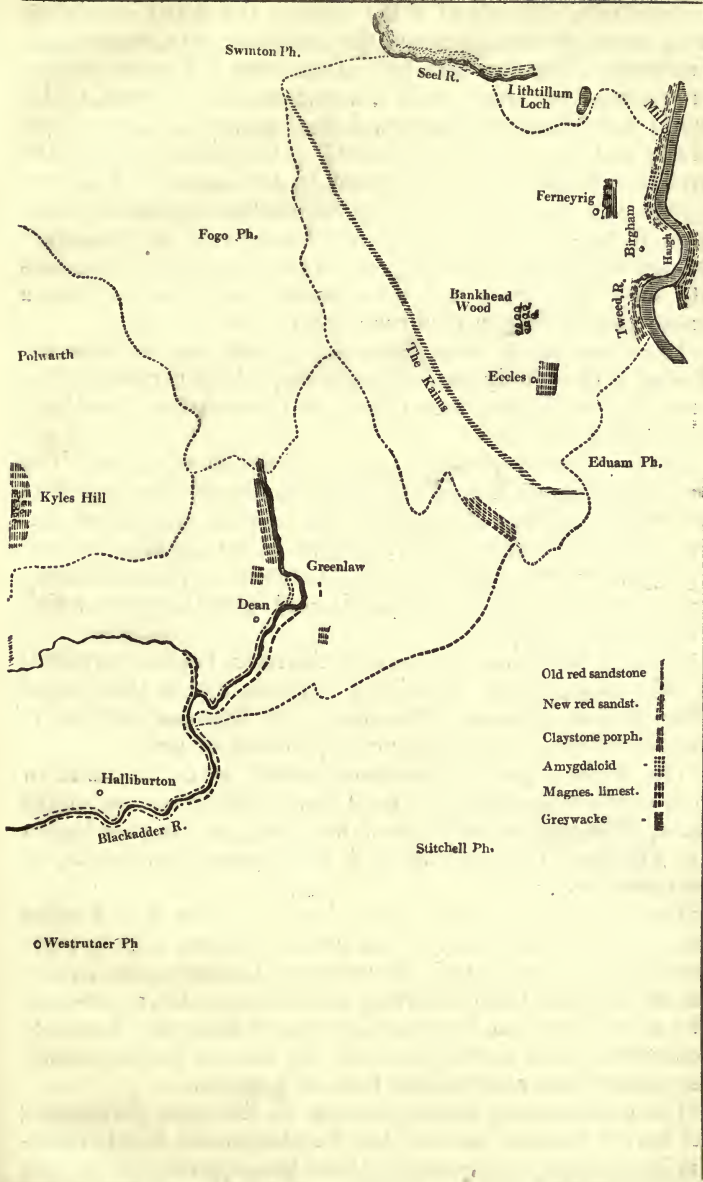 Swinton Ph.
Seel R.
Lithtillum
Loch
Mill
Ferneyrig
Birgham
Haugh
Fogo Ph.
Bankhead
Wood
Tweed R.
Polwarth
The Kaims
Eccles
Eduam Ph.
Kyles Hill
Greenlaw
Dean
Old red sandstone
New red sandst.
Claystone porph.
Amygdaloid
Magnes. limest.
Greywacke
Halliburton
Blackadder R.
Stitchell Ph.
Westruther Ph